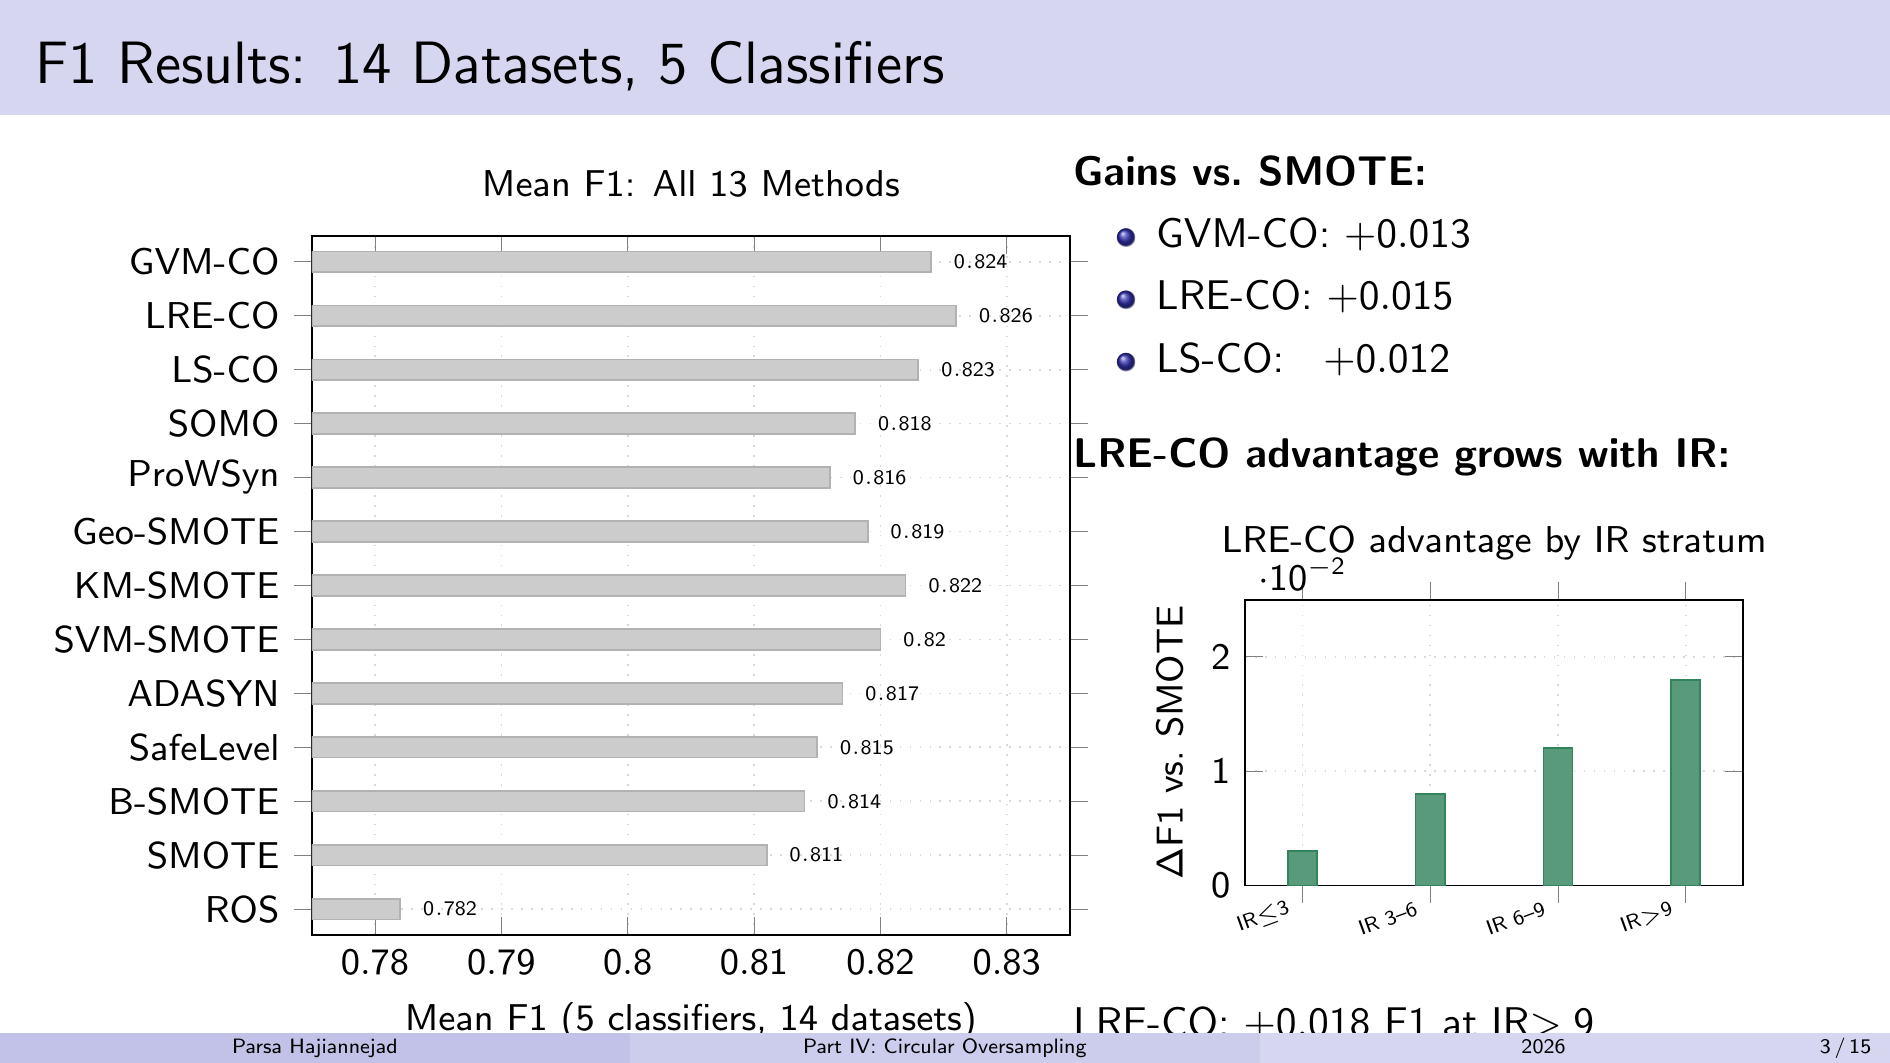 F1 Results: 14 Datasets, 5 Classifiers
Mean F1: All 13 Methods
GVM-CO 0.824
LRE-CO 0.826
LS-CO 0.823
SOMO 0.818
ProWSyn 0.816
Geo-SMOTE 0.819
KM-SMOTE 0.822
SVM-SMOTE 0.82
ADASYN 0.817
SafeLevel 0.815
B-SMOTE 0.814
SMOTE 0.811
ROS 0.782
0.78 0.79 0.8 0.81 0.82 0.83
Mean F1 (5 classifiers, 14 datasets)
Gains vs. SMOTE:
GVM-CO: +0.013
LRE-CO: +0.015
LS-CO: +0.012
LRE-CO advantage grows with IR:
LRE-CO advantage by IR stratum
·10⁻²
ΔF1 vs. SMOTE
2
1
0
IR≤3 IR 3–6 IR 6–9 IR>9
LRE-CO: +0.018 F1 at IR> 9
Parsa Hajiannejad Part IV: Circular Oversampling 2026 3 / 15